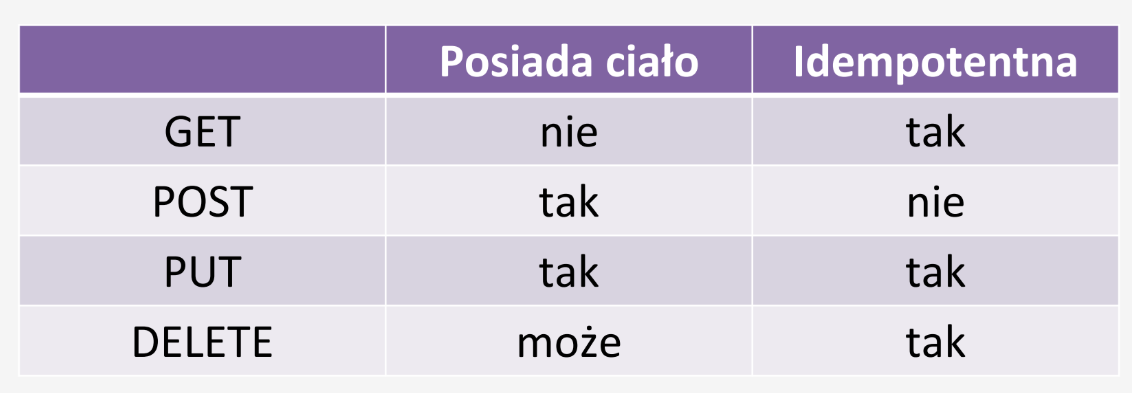 Posiada ciało Idempotentna
GET nie tak
POST tak nie
PUT tak tak
DELETE może tak